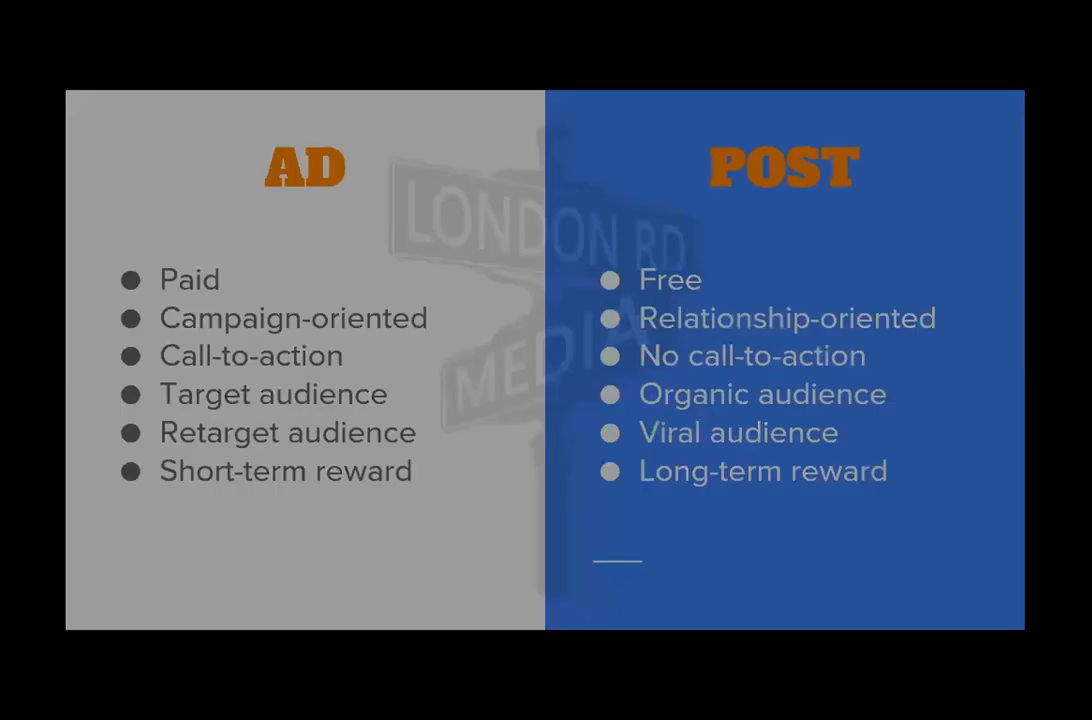 AD
Paid
Campaign-oriented
Call-to-action
Target audience
Retarget audience
Short-term reward
POST
Free
Relationship-oriented
No call-to-action
Organic audience
Viral audience
Long-term reward
LONDON RD
MEDIA